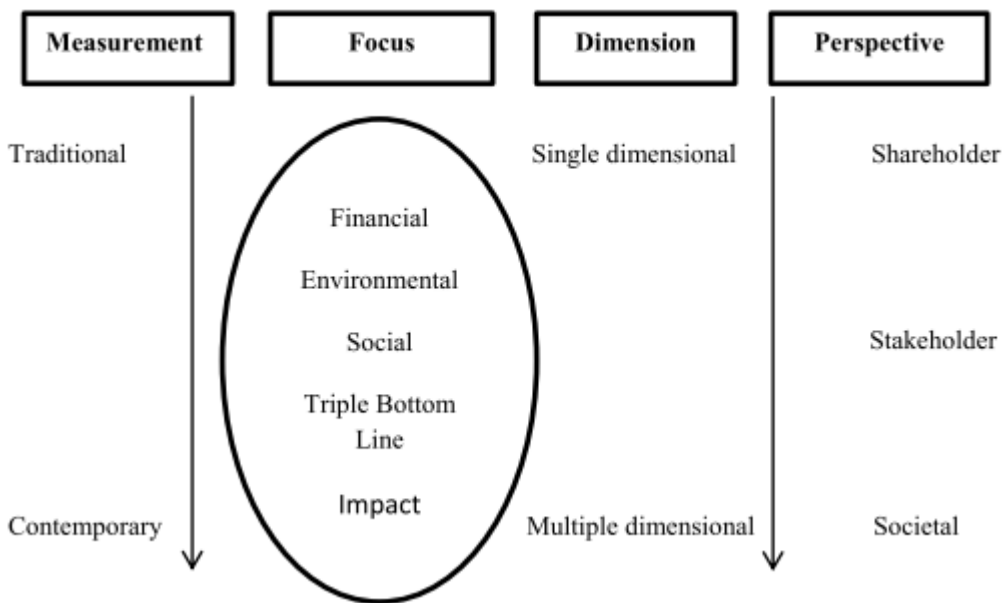 Measurement Focus Dimension Perspective
Traditional Single dimensional Shareholder
Financial
Environmental
Social Stakeholder
Triple Bottom
Line
Impact
Contemporary Multiple dimensional Societal